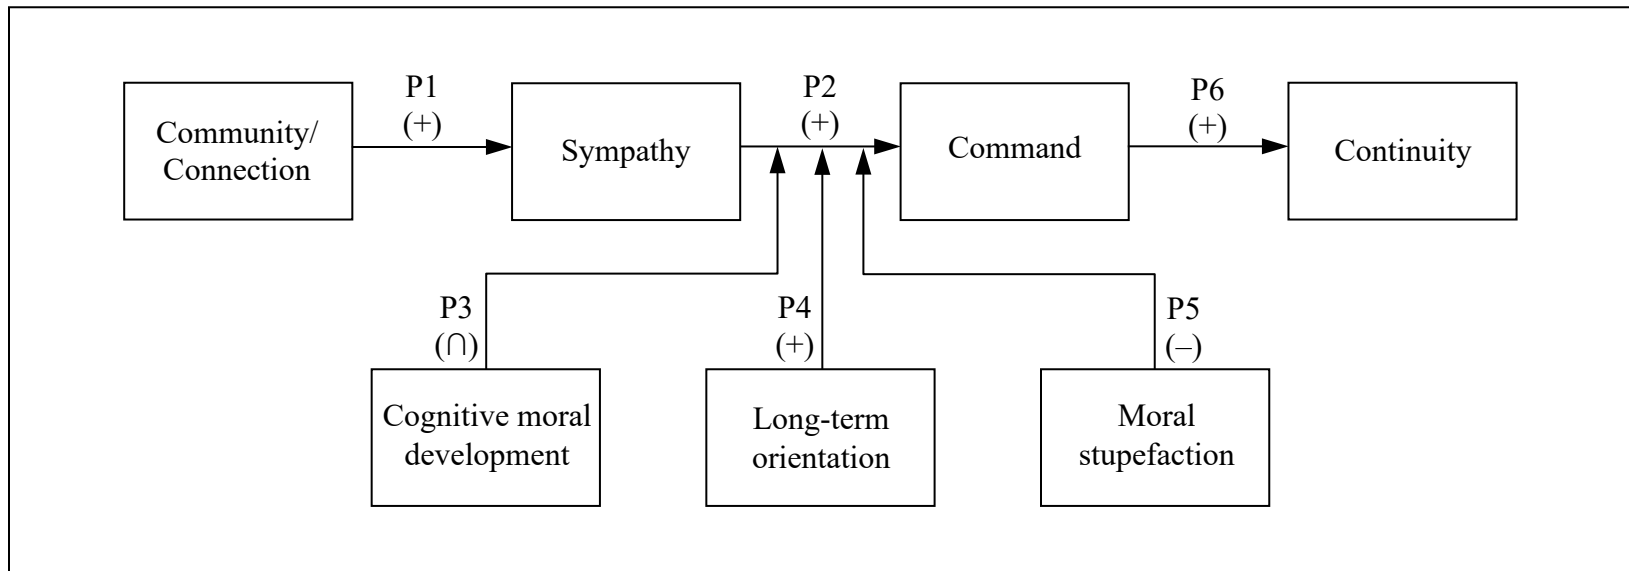 P1
(+)
P2
(+)
P6
(+)
Community/
Connection
Sympathy
Command
Continuity
P3
(∩)
P4
(+)
P5
(–)
Cognitive moral
development
Long-term
orientation
Moral
stupefaction